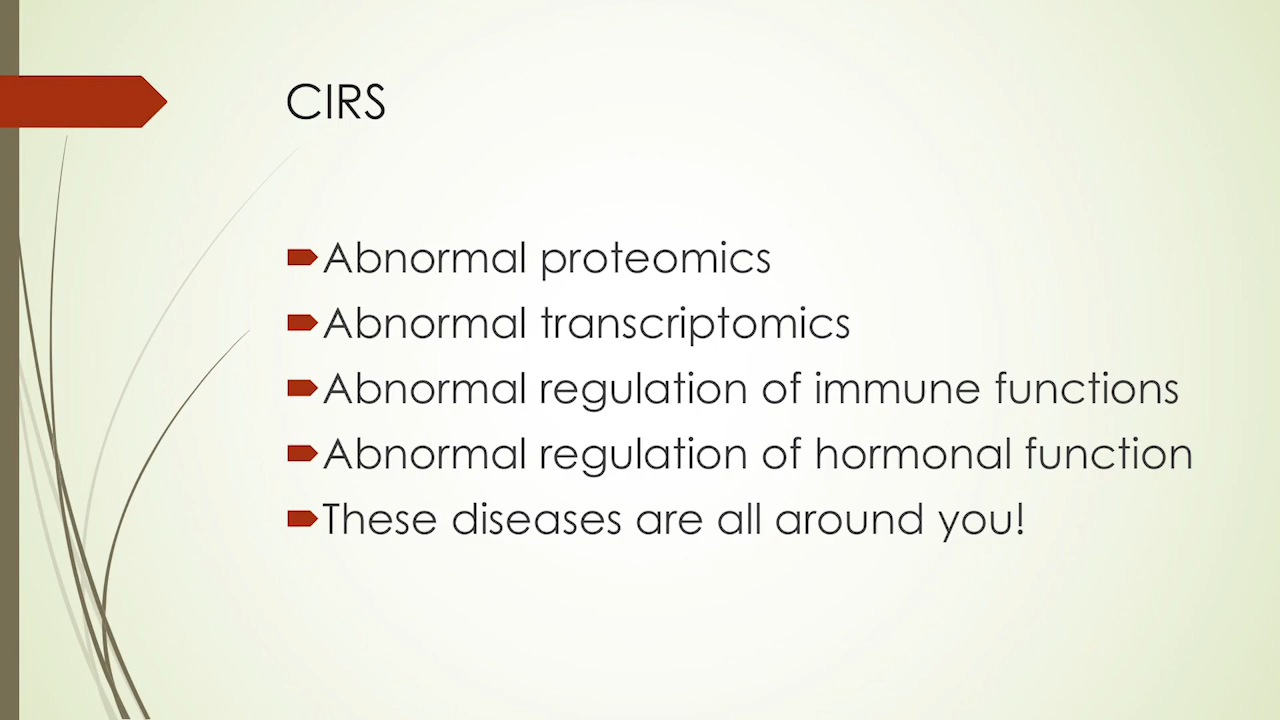 CIRS
Abnormal proteomics
Abnormal transcriptomics
Abnormal regulation of immune functions
Abnormal regulation of hormonal function
These diseases are all around you!